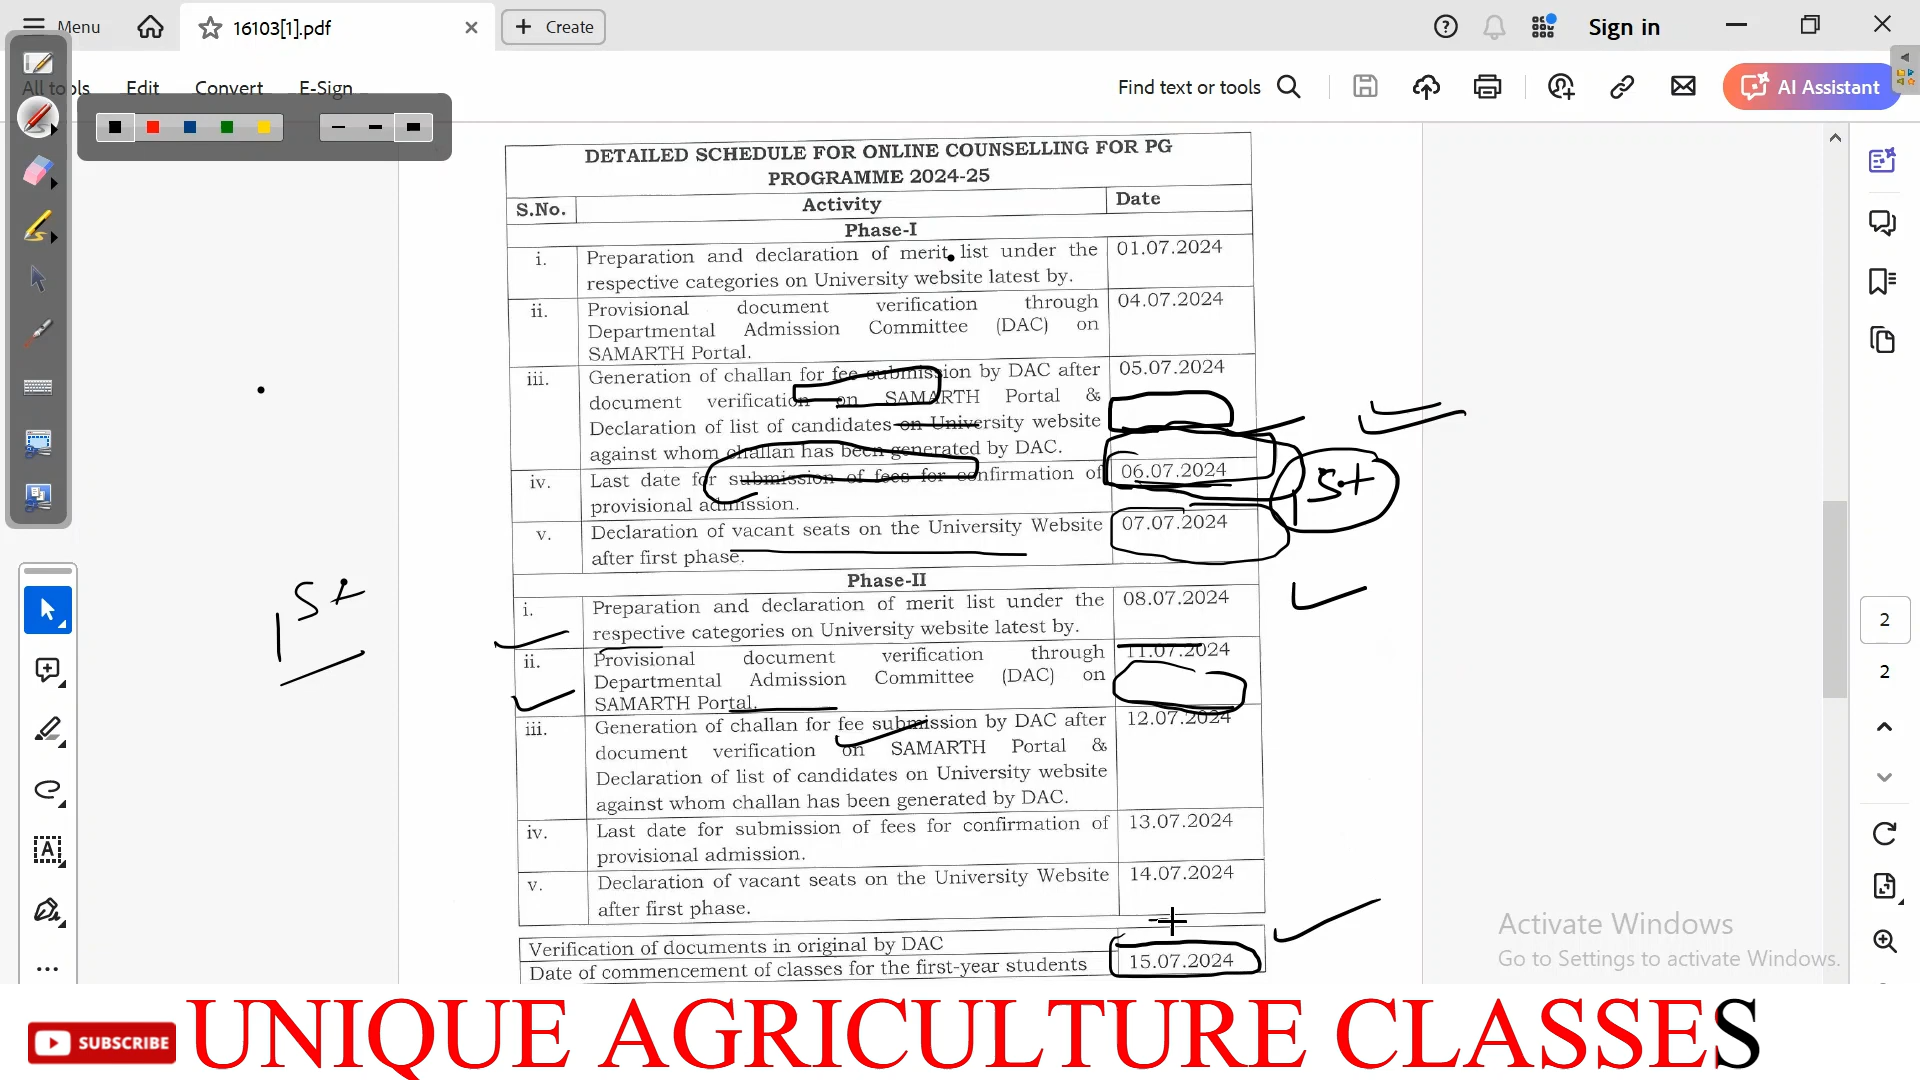 Menu
16103[1].pdf
Create
Sign in
All tools
Edit
Convert
E-Sign
Find text or tools
AI Assistant
DETAILED SCHEDULE FOR ONLINE COUNSELLING FOR PG
PROGRAMME 2024-25
S.No. Activity Date
Phase-I
i. Preparation and declaration of merit list under the 01.07.2024
respective categories on University website latest by.
ii. Provisional document verification through 04.07.2024
Departmental Admission Committee (DAC) on
SAMARTH Portal.
iii. Generation of challan for fee submission by DAC after 05.07.2024
document verification on SAMARTH Portal &
Declaration of list of candidates on University website
against whom challan has been generated by DAC.
iv. Last date for submission of fees for confirmation of 06.07.2024
provisional admission.
1st
v. Declaration of vacant seats on the University Website 07.07.2024
after first phase.
Phase-II
1st
i. Preparation and declaration of merit list under the 08.07.2024
respective categories on University website latest by.
ii. Provisional document verification through 11.07.2024
Departmental Admission Committee (DAC) on
SAMARTH Portal.
iii. Generation of challan for fee submission by DAC after 12.07.2024
document verification on SAMARTH Portal &
Declaration of list of candidates on University website
against whom challan has been generated by DAC.
iv. Last date for submission of fees for confirmation of 13.07.2024
provisional admission.
v. Declaration of vacant seats on the University Website 14.07.2024
after first phase.
Verification of documents in original by DAC
Date of commencement of classes for the first-year students 15.07.2024
2
2
Activate Windows
Go to Settings to activate Windows.
SUBSCRIBE
UNIQUE AGRICULTURE CLASSES